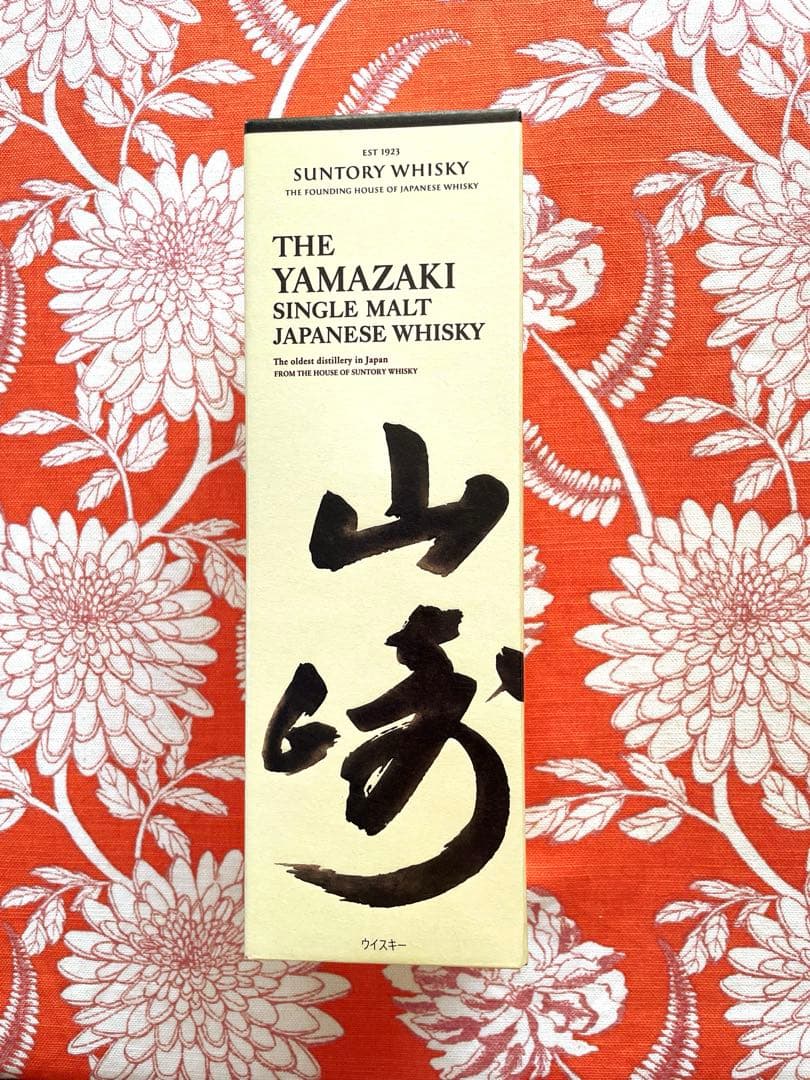 EST 1923
SUNTORY WHISKY
THE FOUNDING HOUSE OF JAPANESE WHISKY
THE
YAMAZAKI
SINGLE MALT
JAPANESE WHISKY
The oldest distillery in Japan
FROM THE HOUSE OF SUNTORY WHISKY
山
崎
ウイスキー